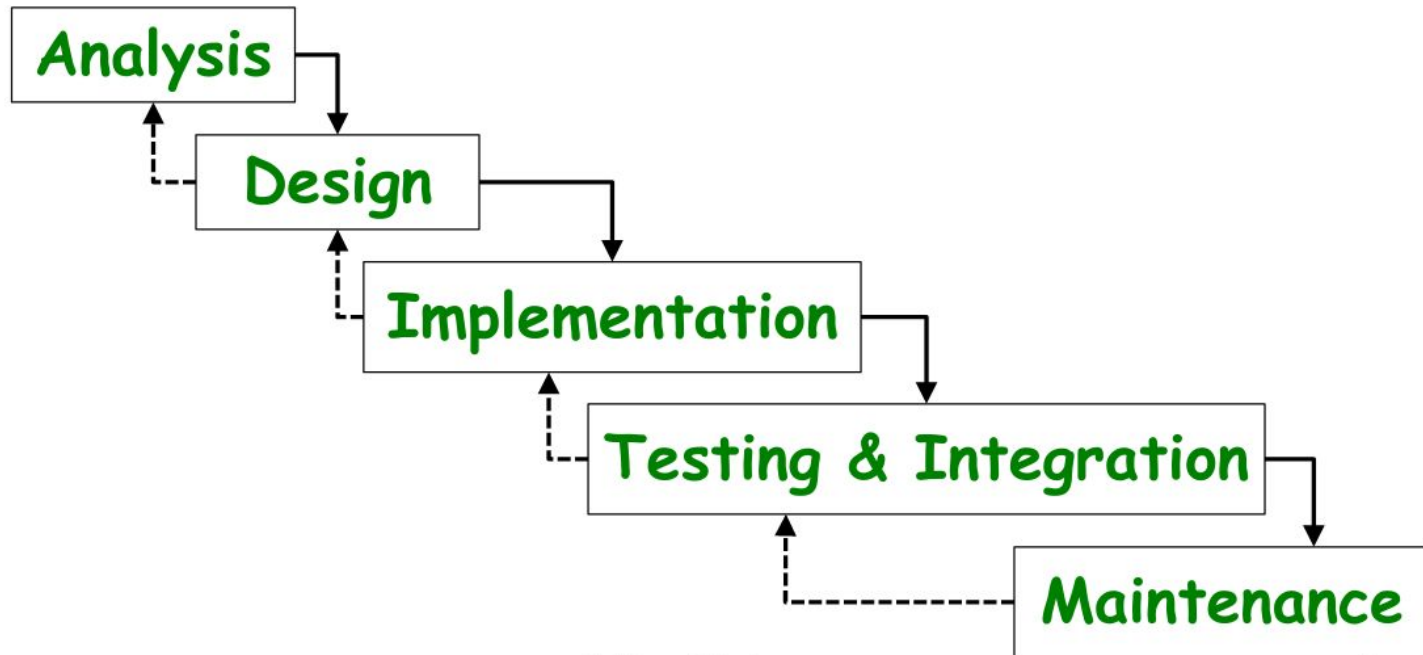 Analysis
Design
Implementation
Testing & Integration
Maintenance